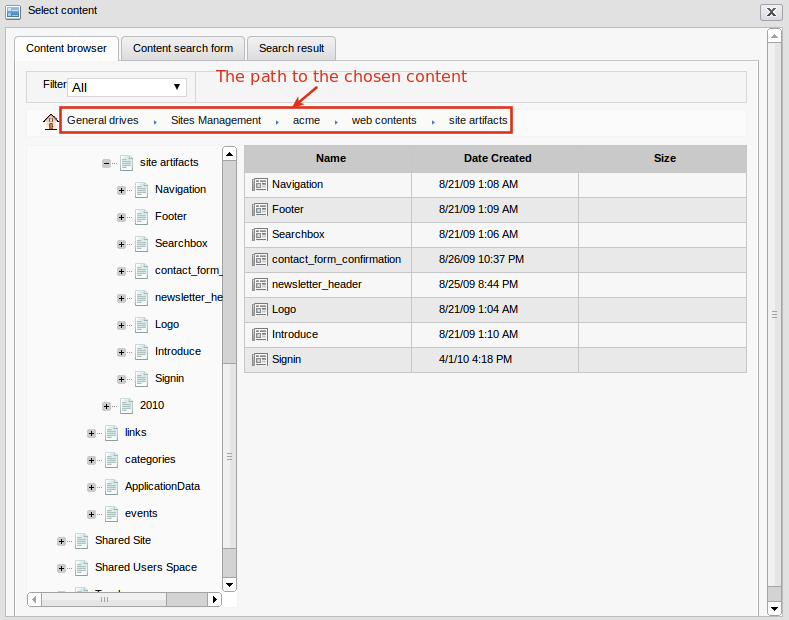 Select content
Content browser Content search form Search result
The path to the chosen content
Filter All
General drives Sites Management acme web contents site artifacts
site artifacts
Navigation
Footer
Searchbox
contact_form_
newsletter_he
Logo
Introduce
Signin
2010
links
categories
ApplicationData
events
Shared Site
Shared Users Space
Name Date Created Size
Navigation 8/21/09 1:08 AM
Footer 8/21/09 1:09 AM
Searchbox 8/21/09 1:06 AM
contact_form_confirmation 8/26/09 10:37 PM
newsletter_header 8/25/09 8:44 PM
Logo 8/21/09 1:04 AM
Introduce 8/21/09 1:10 AM
Signin 4/1/10 4:18 PM